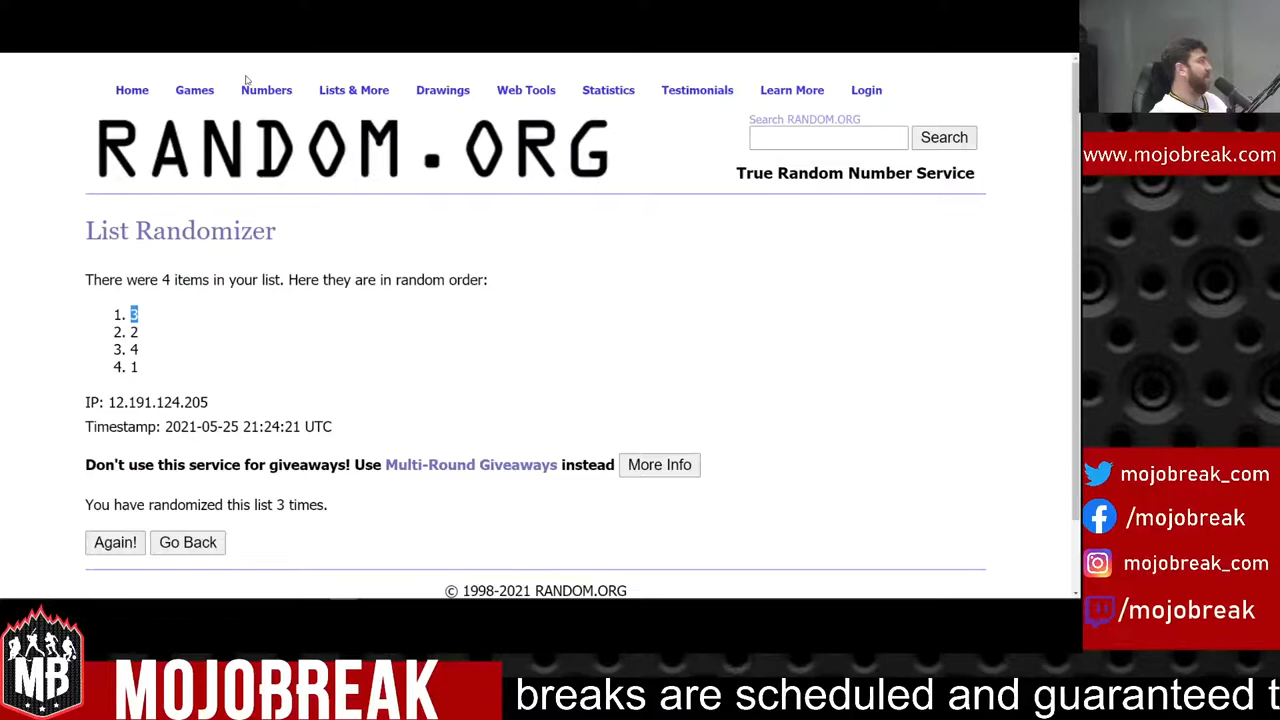 Home Games Numbers Lists & More Drawings Web Tools Statistics Testimonials Learn More Login
RANDOM.ORG
Search RANDOM.ORG
Search
True Random Number Service
List Randomizer
There were 4 items in your list. Here they are in random order:
1. 3
2. 2
3. 4
4. 1
IP: 12.191.124.205
Timestamp: 2021-05-25 21:24:21 UTC
Don't use this service for giveaways! Use Multi-Round Giveaways instead More Info
You have randomized this list 3 times.
Again! Go Back
© 1998-2021 RANDOM.ORG
www.mojobreak.com
mojobreak_com
/mojobreak
mojobreak_com
/mojobreak
MB
MOJOBREAK
breaks are scheduled and guaranteed t